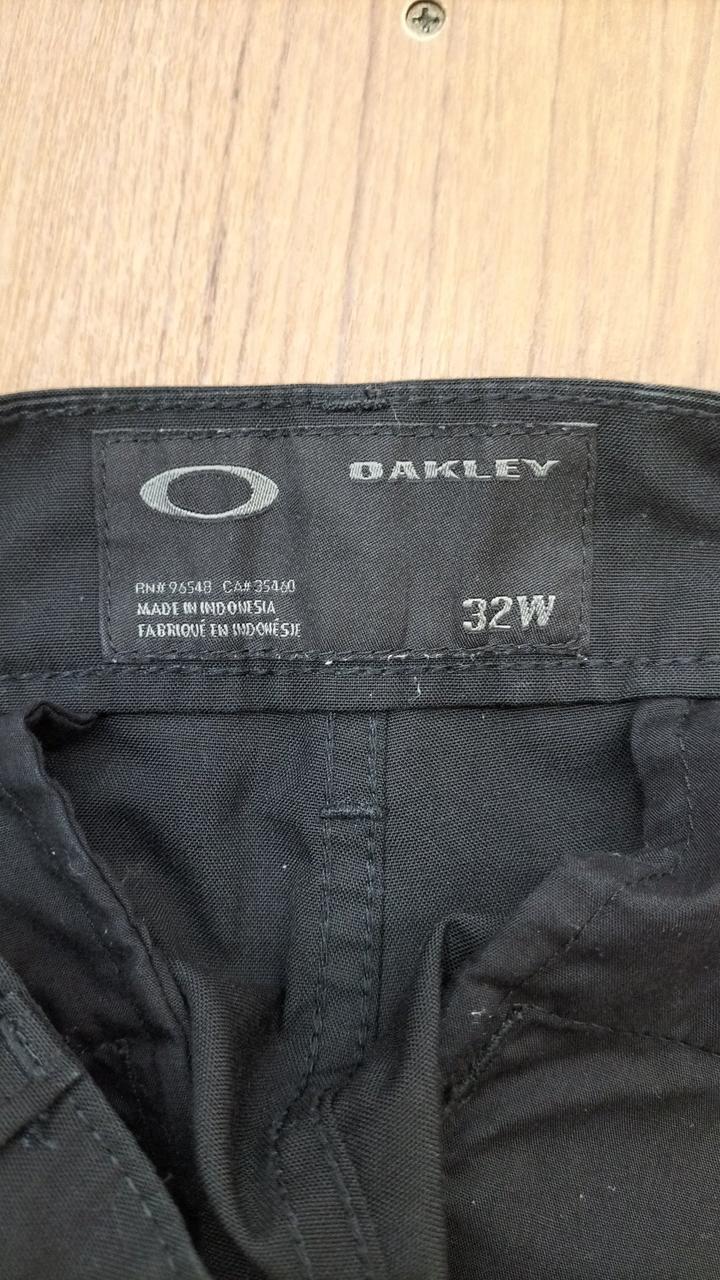 OAKLEY
RN# 96548 CA# 35460
MADE IN INDONESIA
FABRIQUÉ EN INDONÉSIE
32W